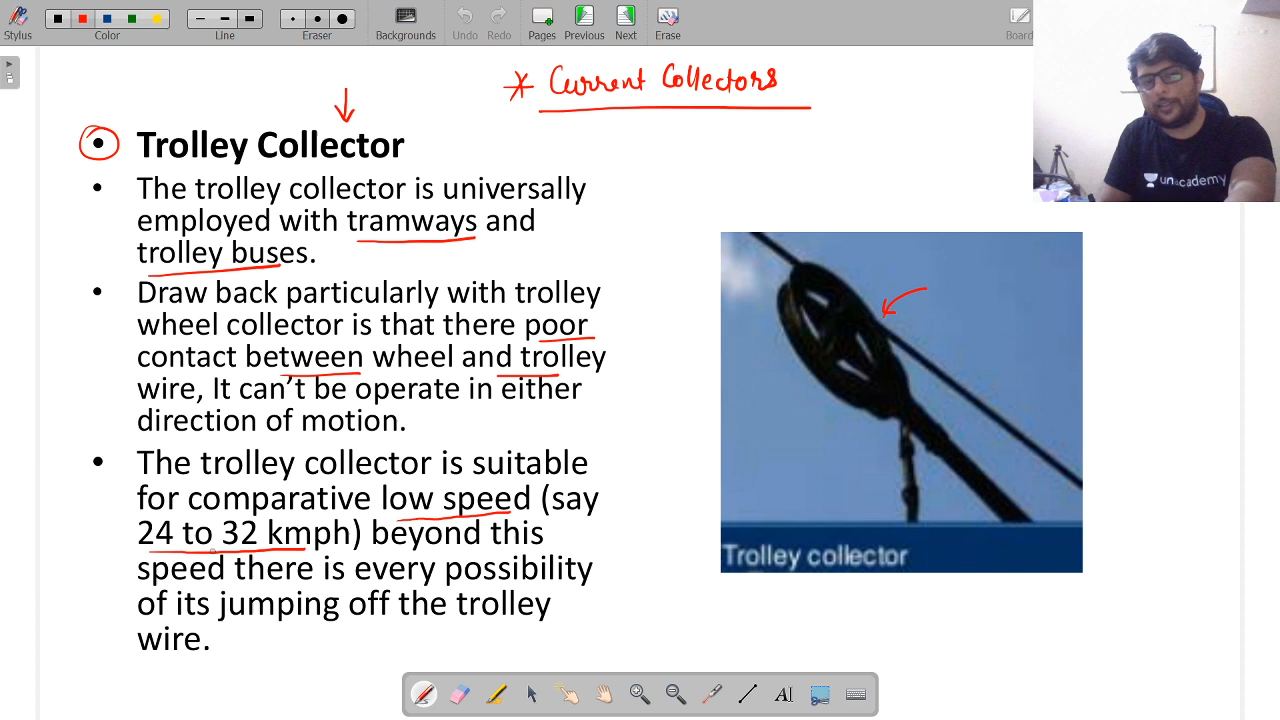 Stylus
Color
Line
Eraser
Backgrounds
Undo
Redo
Pages
Previous
Next
Erase
Board
* Current Collectors
• Trolley Collector
• The trolley collector is universally
employed with tramways and
trolley buses.
• Draw back particularly with trolley
wheel collector is that there poor
contact between wheel and trolley
wire, It can’t be operate in either
direction of motion.
• The trolley collector is suitable
for comparative low speed (say
24 to 32 kmph) beyond this
speed there is every possibility
of its jumping off the trolley
wire.
unacademy
Trolley collector
AI